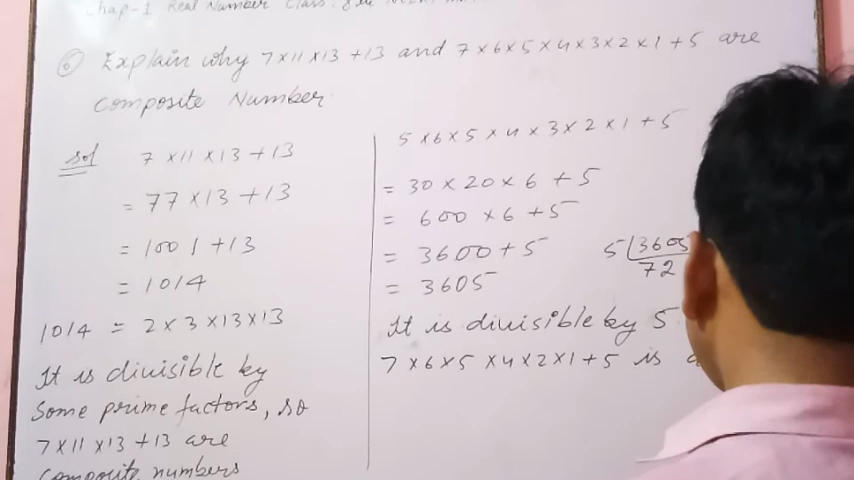 Chap-1 Real Number Class:
6 Explain why 7×11×13+13 and 7×6×5×4×3×2×1+5 are
Composite Number.
sol 7×11×13+13
= 77×13+13
= 1001+13
= 1014
1014 = 2×3×13×13
It is divisible by
Some prime factors, so
7×11×13+13 are
composite numbers
5×6×5×4×3×2×1+5
= 30×20×6+5
= 600×6+5
= 3600+5
= 3605
5 3605
72
It is divisible by 5
7×6×5×4×2×1+5 is